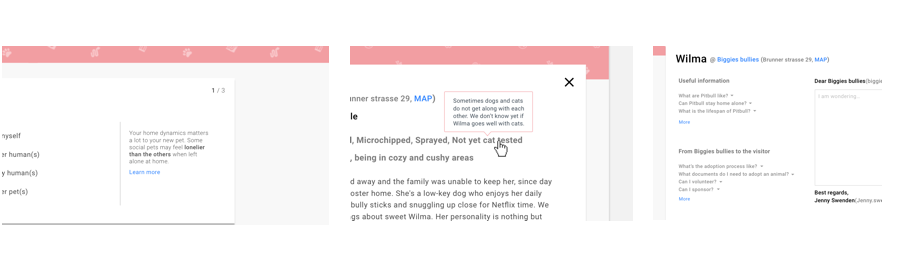 1 / 3
nyself
er human(s)
y human(s)
er pet(s)
Your home dynamics matters
a lot to your new pet. Some
social pets may feel lonelier
than the others when left
alone at home.
Learn more
Sometimes dogs and cats
do not get along with each
other. We don't know yet if
Wilma goes well with cats.
inner strasse 29, MAP)
le
l, Microchipped, Sprayed, Not yet cat tested
, being in cozy and cushy areas
d away and the family was unable to keep her, since day
oster home. She's a low-key dog who enjoys her daily
bully sticks and snuggling up close for Netflix time. We
gs about sweet Wilma. Her personality is nothing but
Wilma @ Biggies bullies (Brunner strasse 29, MAP)
Useful information
What are Pitbull like?
Can Pitbull stay home alone?
What is the lifespan of Pitbull?
More
From Biggies bullies to the visitor
What's the adoption process like?
What documents do I need to adopt an animal?
Can I volunteer?
Can I sponsor?
More
Dear Biggies bullies(biggie
I am wondering...
Best regards,
Jenny Swenden(Jenny.swe